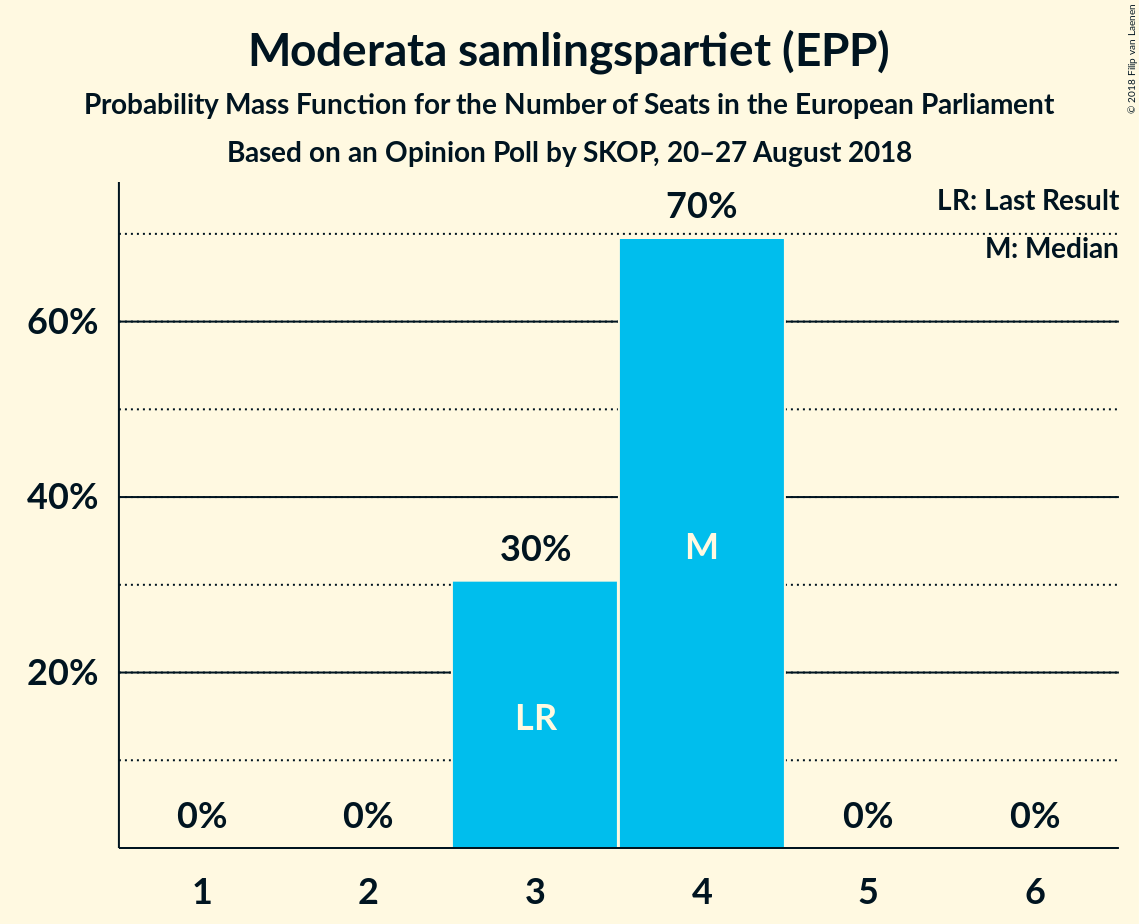 Moderata samlingspartiet (EPP)
Probability Mass Function for the Number of Seats in the European Parliament
Based on an Opinion Poll by SKOP, 20–27 August 2018
© 2018 Filip van Laenen
LR: Last Result
M: Median
70%
60%
40%
30%
M
20%
LR
0% 0% 0% 0%
1 2 3 4 5 6